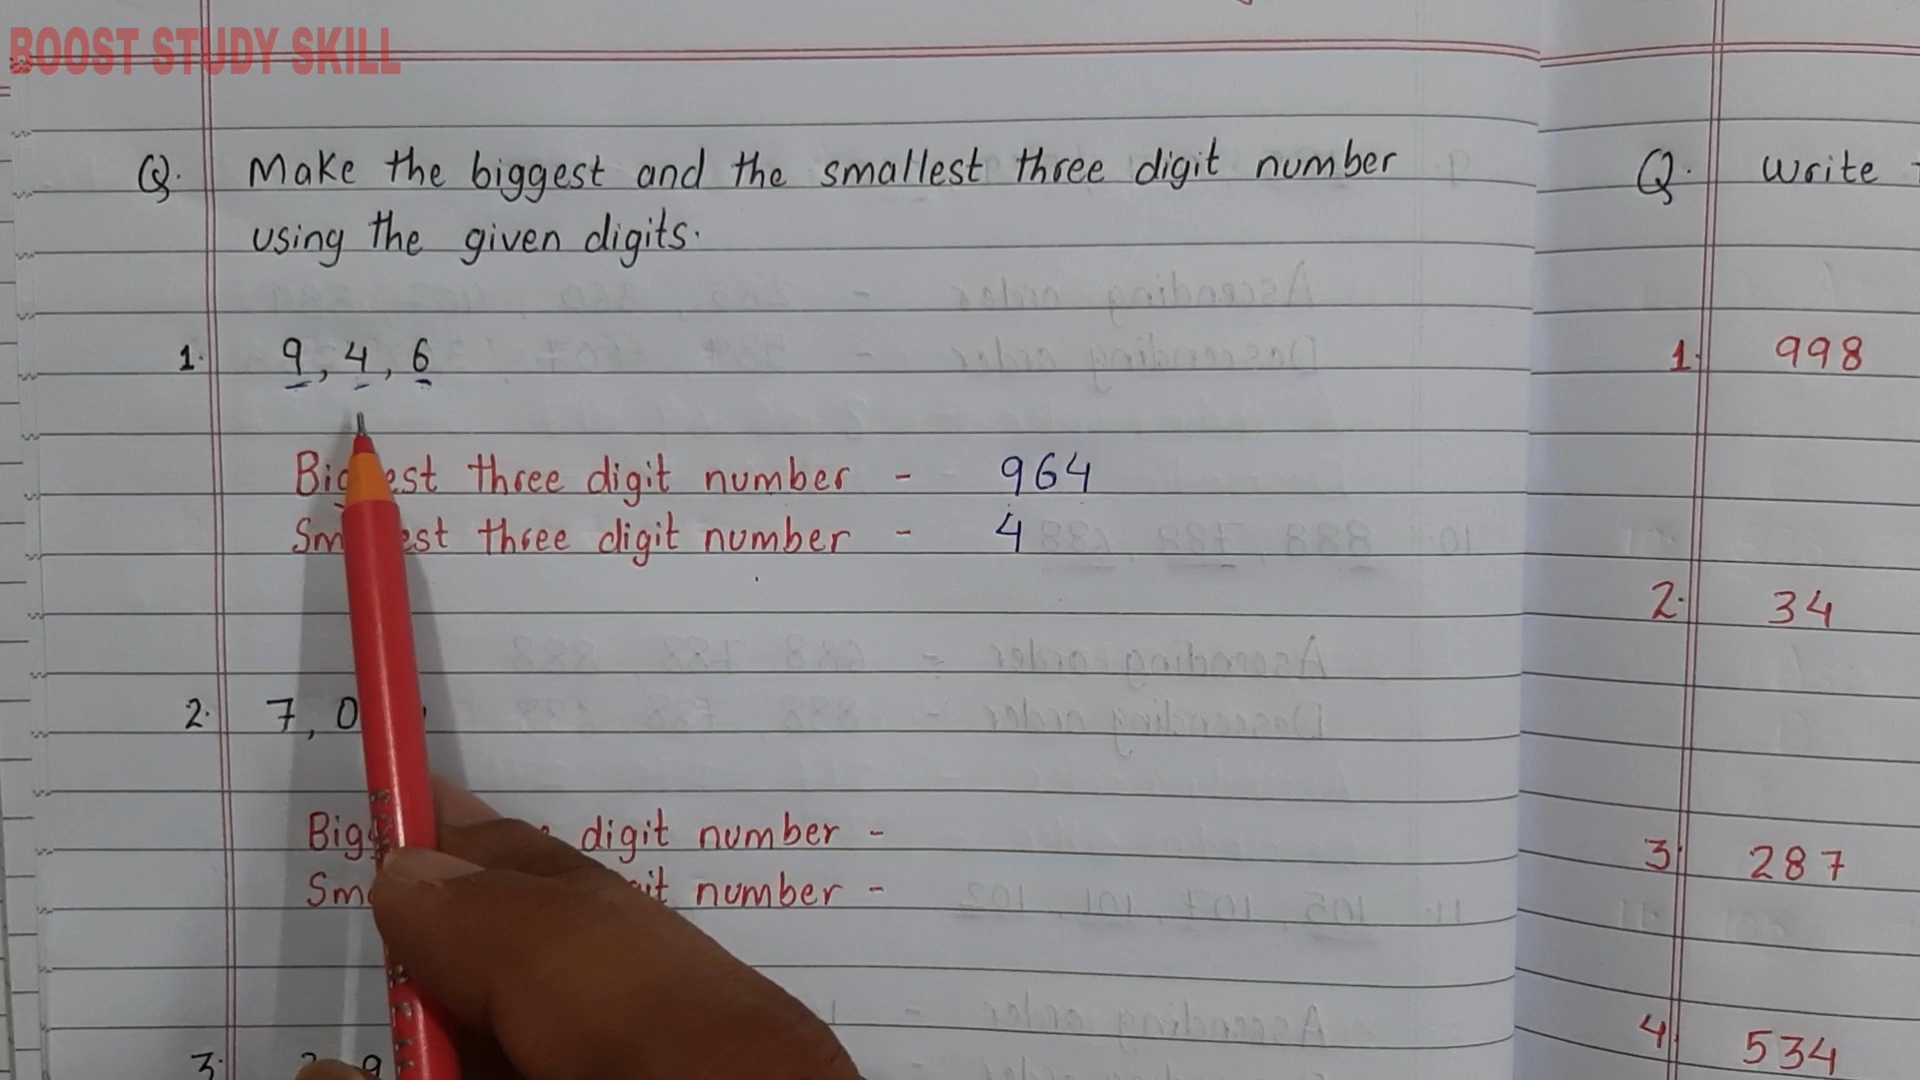 BOOST STUDY SKILL
Q. Make the biggest and the smallest three digit number
using the given digits.
1. 9, 4, 6
three digit number - 964
three digit number - 4
2. 7, 0
digit number -
number -
3. 9
Q. Write
1. 998
2. 34
3. 287
4. 534